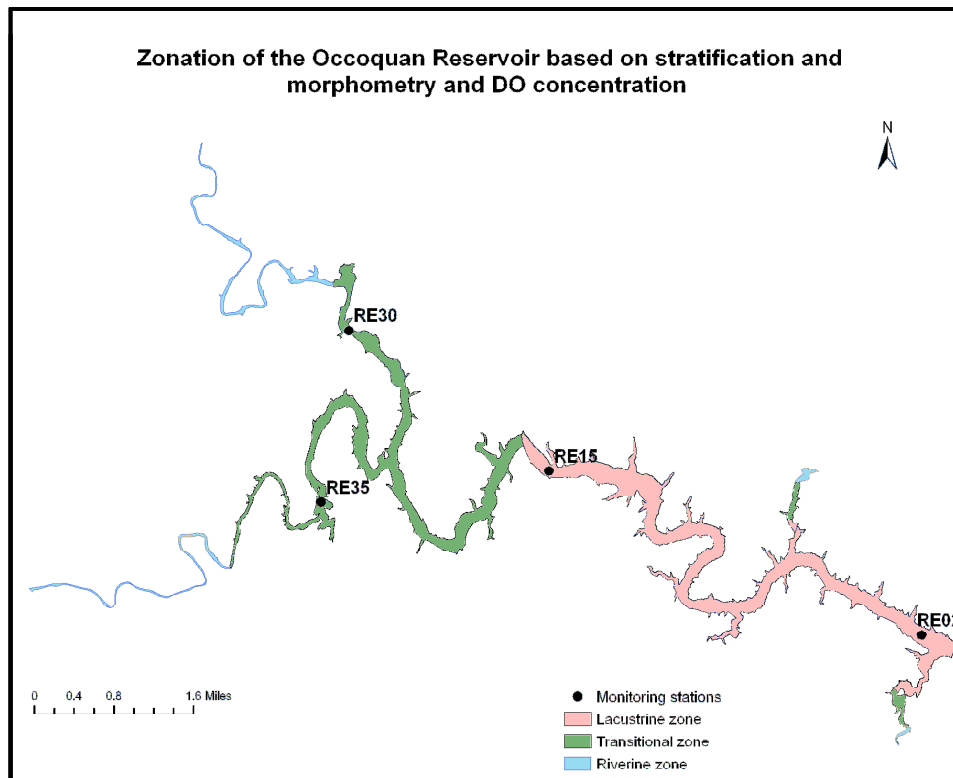 Zonation of the Occoquan Reservoir based on stratification and
morphometry and DO concentration
N
RE30
RE15
RE35
0 0.4 0.8 1.6 Miles
Monitoring stations
Lacustrine zone
Transitional zone
Riverine zone